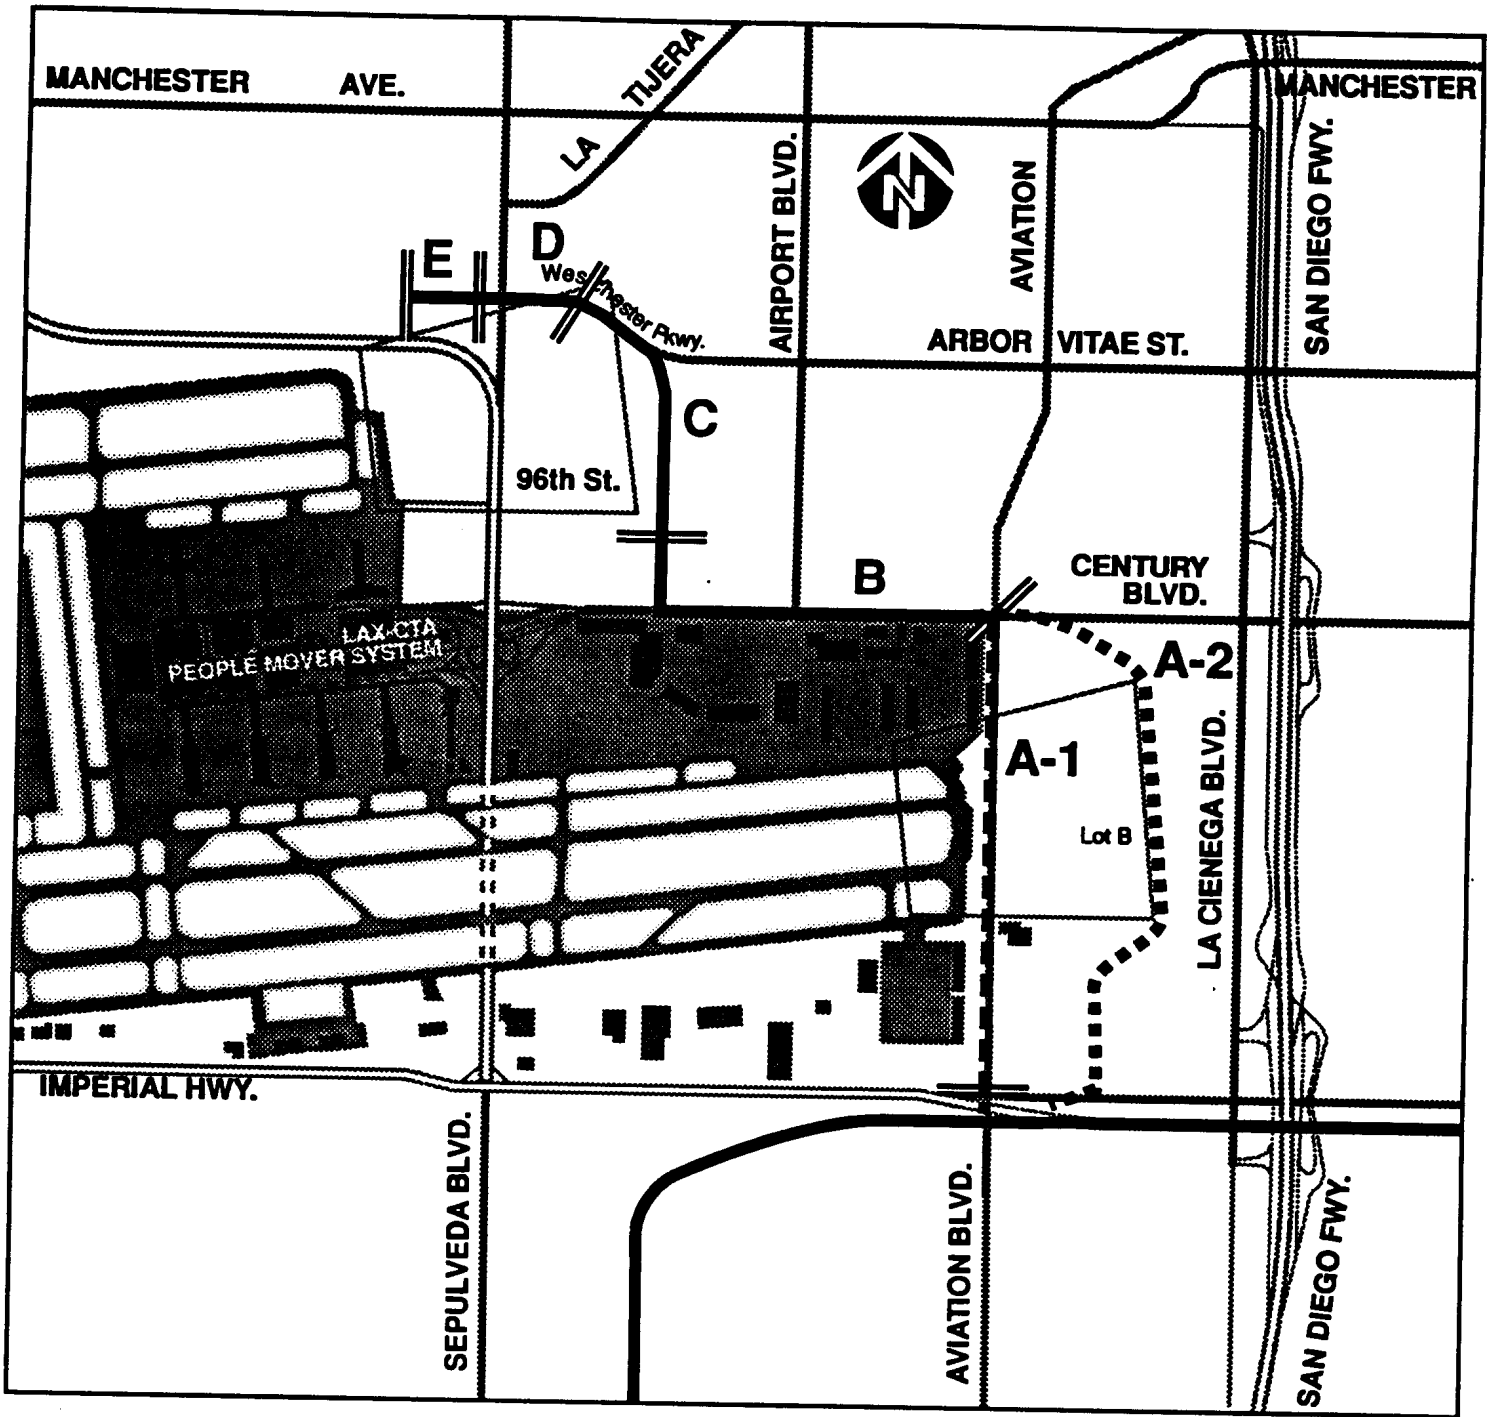 MANCHESTER AVE.
LA TIJERA
MANCHESTER
AIRPORT BLVD.
N
AVIATION
SAN DIEGO FWY.
E
D
Westchester Pkwy.
ARBOR VITAE ST.
C
96th St.
B
CENTURY
BLVD.
LAX-CTA
PEOPLE MOVER SYSTEM
A-2
A-1
LA CIENEGA BLVD.
Lot B
IMPERIAL HWY.
SEPULVEDA BLVD.
AVIATION BLVD.
SAN DIEGO FWY.